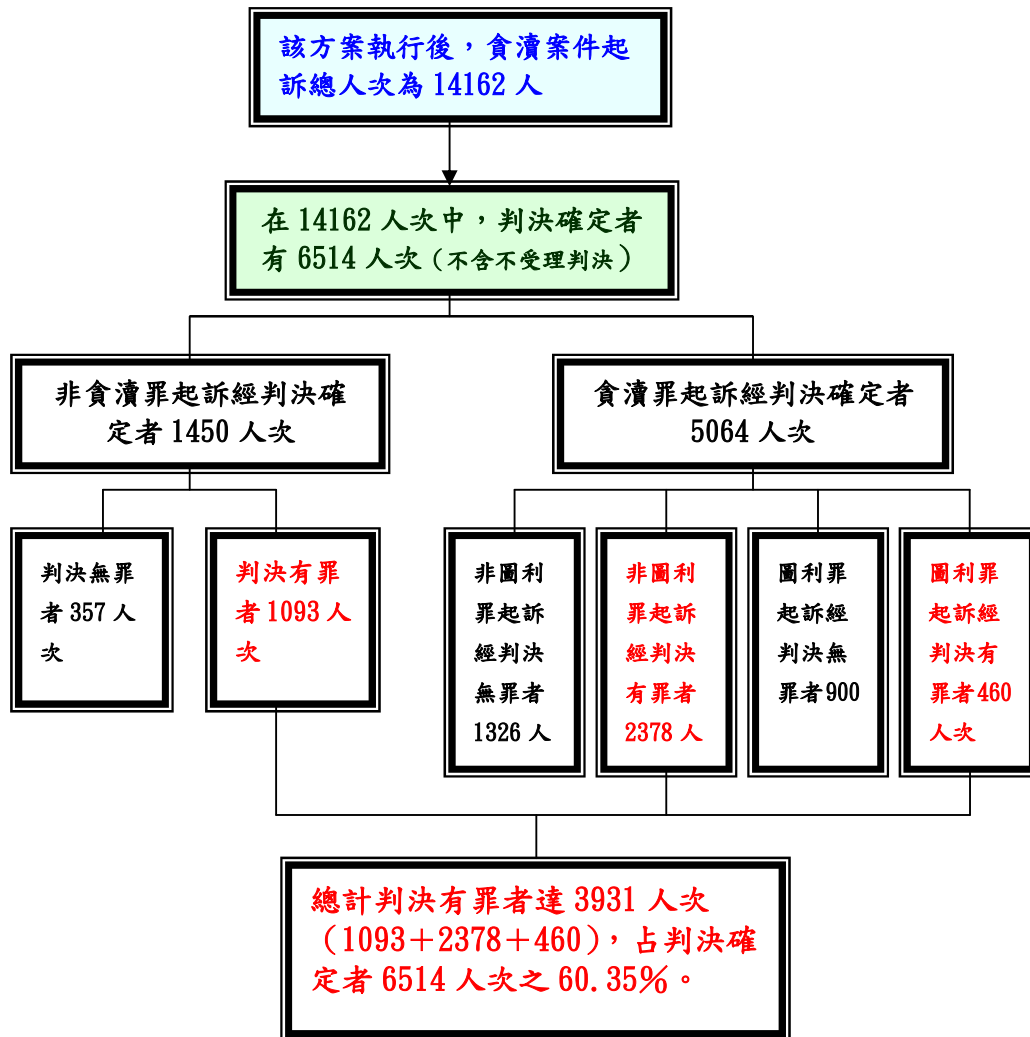 該方案執行後，貪瀆案件起
訴總人次為 14162 人
在 14162 人次中，判決確定者
有 6514 人次（不含不受理判決）
非貪瀆罪起訴經判決確
定者 1450 人次
貪瀆罪起訴經判決確定者
5064 人次
判決無罪
者 357 人
次
判決有罪
者 1093 人
次
非圖利
罪起訴
經判決
無罪者
1326 人
非圖利
罪起訴
經判決
有罪者
2378 人
圖利罪
起訴經
判決無
罪者900
圖利罪
起訴經
判決有
罪者460
人次
總計判決有罪者達 3931 人次
（1093＋2378＋460），占判決確
定者 6514 人次之 60.35％。